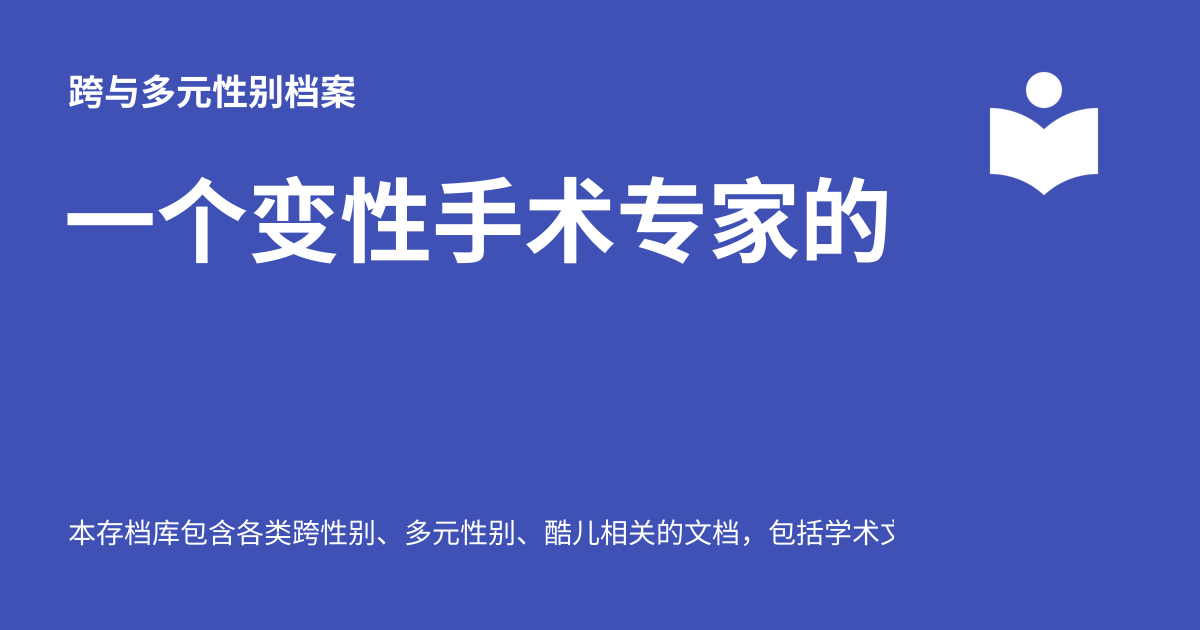 跨与多元性别档案
一个变性手术专家的
本存档库包含各类跨性别、多元性别、酷儿相关的文档，包括学术文